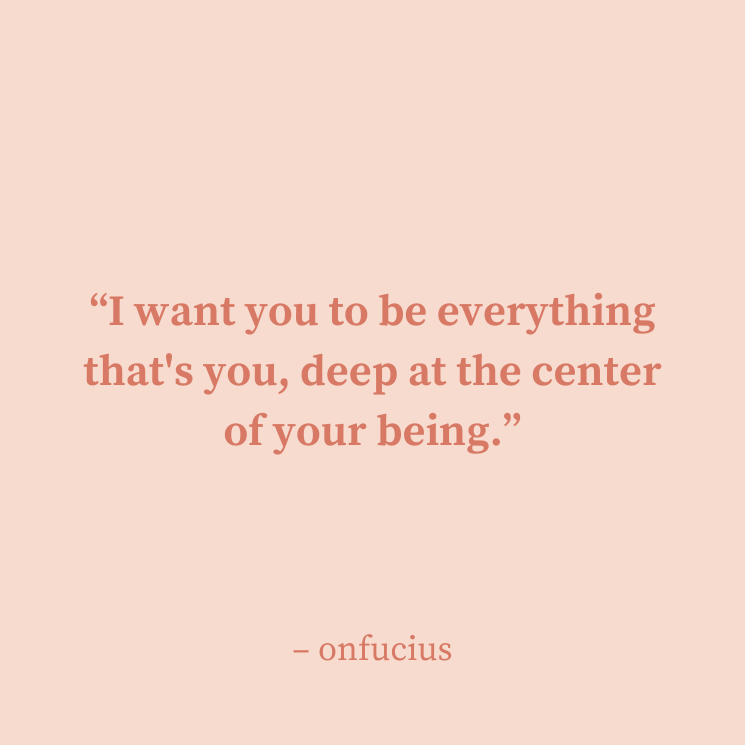 “I want you to be everything
that's you, deep at the center
of your being.”
– onfucius